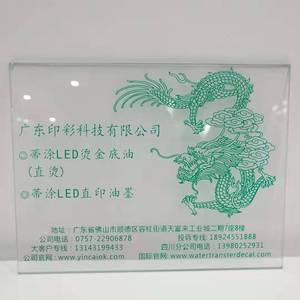 广东印彩科技有限公司
◎蒂涂LED烫金底油
(直烫)
◎蒂涂LED直印油墨
地址:广东省佛山市顺德区容桂街道天富来工业城二期7座8楼
公司电话:0757-22906878 投诉专线:18924551888
大客户专线:13143199433 四川分公司电话:13980252931
公司官网:www.yincaiok.com 国际官网:www.watertransterdecal.com